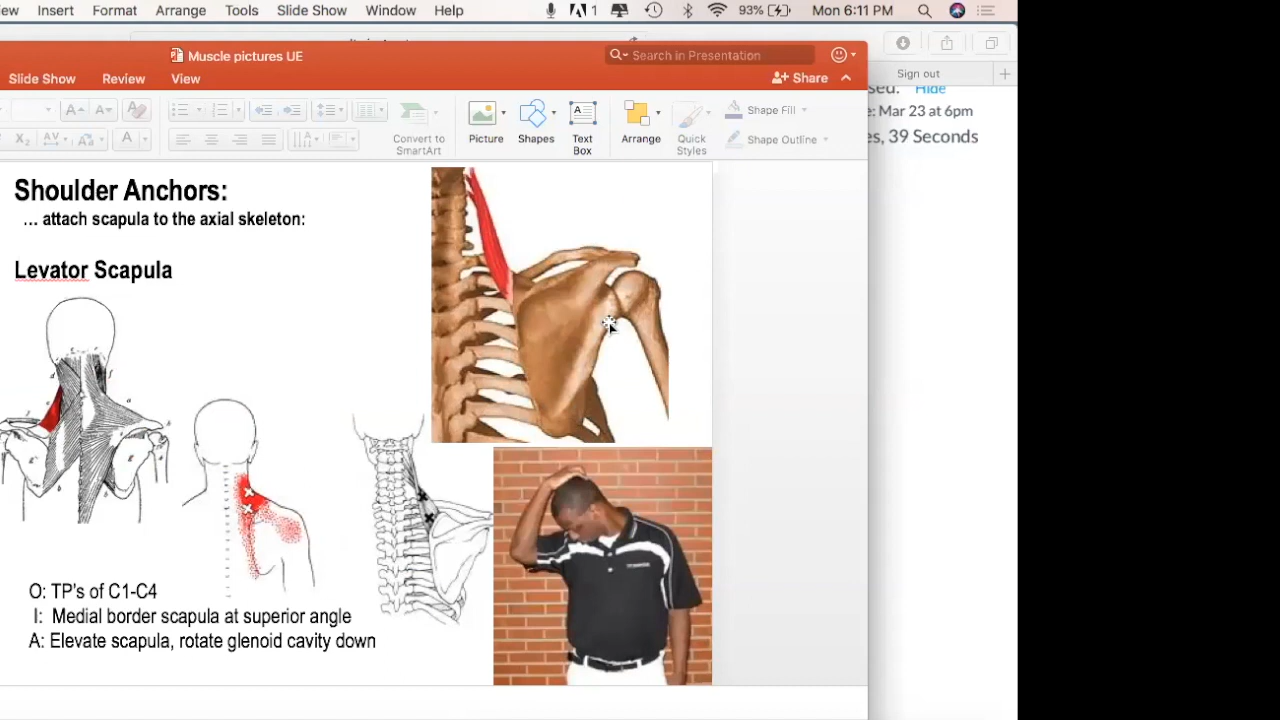 ew Insert Format Arrange Tools Slide Show Window Help 1 93% Mon 6:11 PM
Muscle pictures UE
Search in Presentation
Sign out
Slide Show Review View
Share
Hide
e: Mar 23 at 6pm
es, 39 Seconds
Convert to SmartArt
Picture
Shapes
Text Box
Arrange
Quick Styles
Shape Fill
Shape Outline
Shoulder Anchors:
... attach scapula to the axial skeleton:
Levator Scapula
O: TP's of C1-C4
I: Medial border scapula at superior angle
A: Elevate scapula, rotate glenoid cavity down